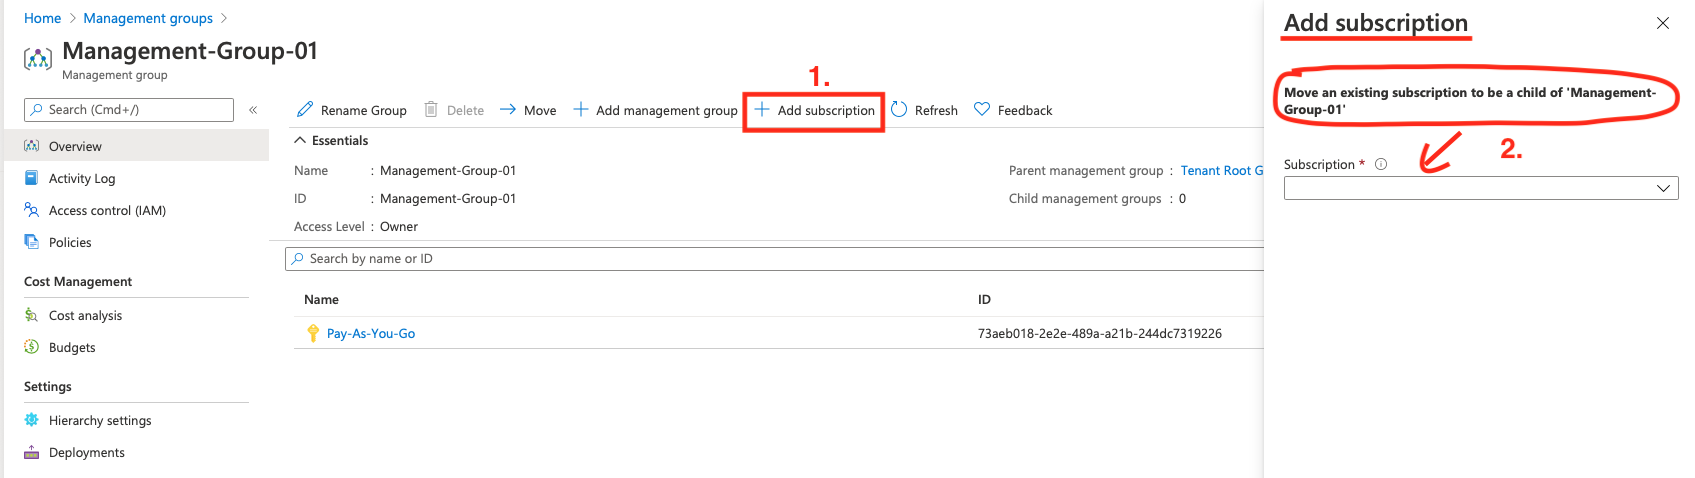 Home > Management groups >
Management-Group-01
Management group
Search (Cmd+/)
«
Overview
Activity Log
Access control (IAM)
Policies
Cost Management
Cost analysis
Budgets
Settings
Hierarchy settings
Deployments
1.
Rename Group Delete Move Add management group Add subscription Refresh Feedback
Essentials
Name : Management-Group-01
ID : Management-Group-01
Access Level : Owner
Parent management group : Tenant Root G
Child management groups : 0
Search by name or ID
Name ID
Pay-As-You-Go 73aeb018-2e2e-489a-a21b-244dc7319226
Add subscription
Move an existing subscription to be a child of 'Management-
Group-01'
2.
Subscription *